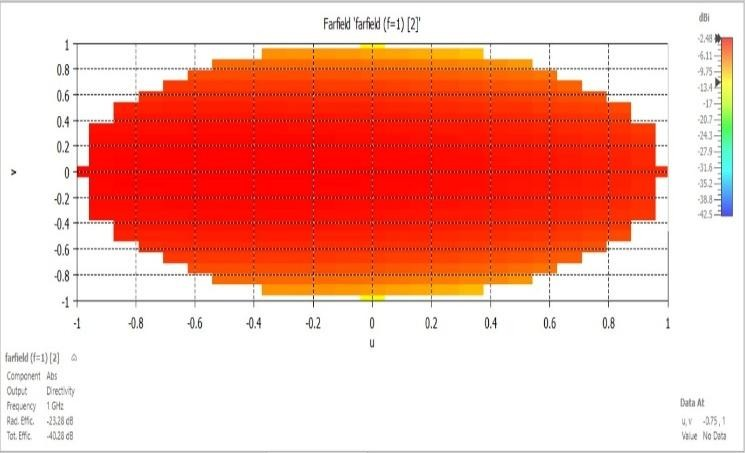 Farfield 'farfield (f=1) [2]'
dBi
-2.48
-6.11
-9.75
-13.4
-17
-20.7
-24.3
-27.9
-31.6
-35.2
-38.8
-42.5
1
0.8
0.6
0.4
0.2
0
-0.2
-0.4
-0.6
-0.8
-1
v
-1 -0.8 -0.6 -0.4 -0.2 0 0.2 0.4 0.6 0.8 1
u
farfield (f=1) [2]
Component Abs
Output Directivity
Frequency 1 GHz
Rad. Effic. -23.28 dB
Tot. Effic. -40.28 dB
Data At
u, v -0.75, 1
Value No Data